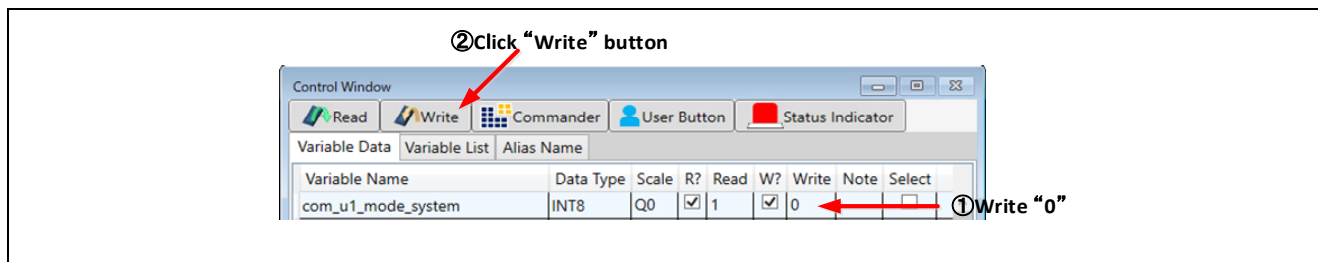 ②Click “Write” button
Control Window
Read Write Commander User Button Status Indicator
Variable Data Variable List Alias Name
Variable Name Data Type Scale R? Read W? Write Note Select
com_u1_mode_system INT8 Q0 1 0
①Write “0”